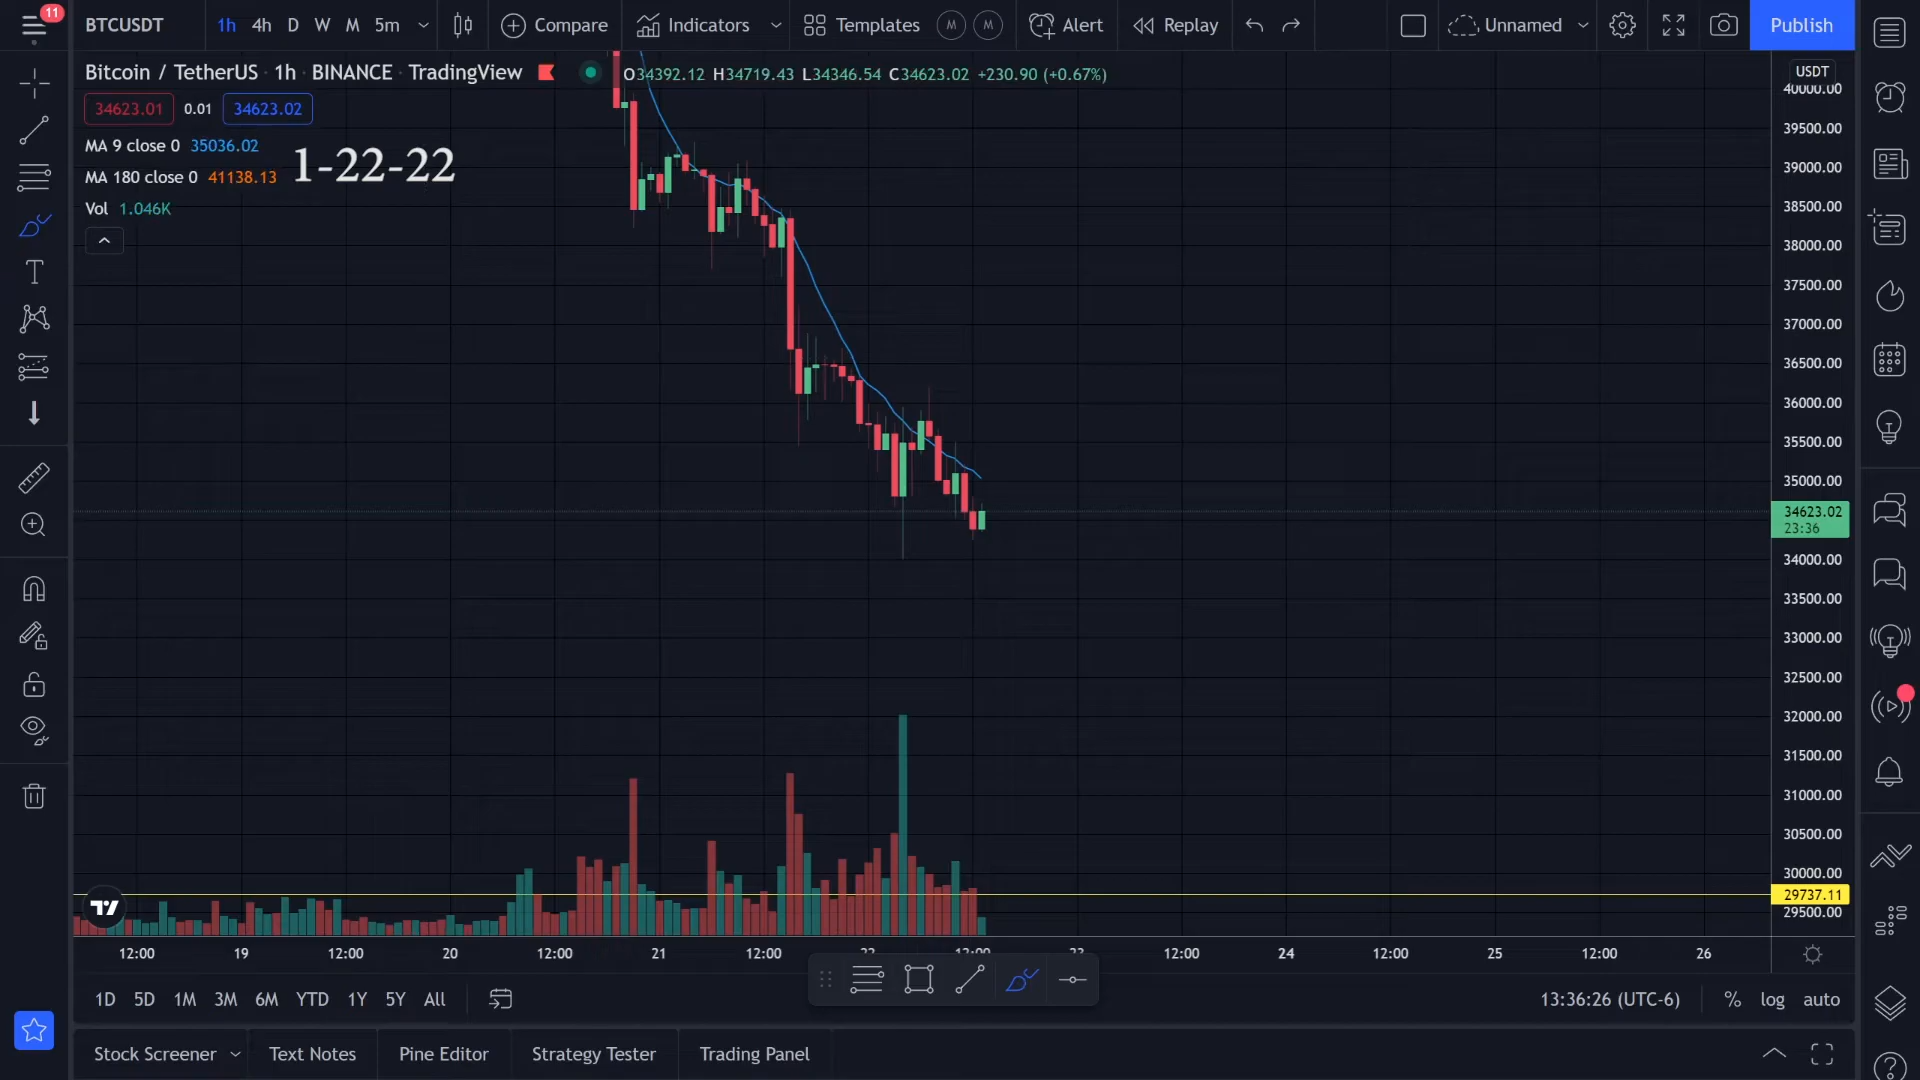 11
BTCUSDT
1h 4h D W M 5m
Compare
Indicators
Templates
M M
Alert
Replay
Unnamed
Publish
Bitcoin / TetherUS · 1h · BINANCE · TradingView
O34392.12 H34719.43 L34346.54 C34623.02 +230.90 (+0.67%)
USDT
34623.01 0.01 34623.02
MA 9 close 0 35036.02
1-22-22
MA 180 close 0 41138.13
Vol 1.046K
40000.00
39500.00
39000.00
38500.00
38000.00
37500.00
37000.00
36500.00
36000.00
35500.00
35000.00
34623.02
23:36
34000.00
33500.00
33000.00
32500.00
32000.00
31500.00
31000.00
30500.00
30000.00
29737.11
29500.00
12:00 19 12:00 20 12:00 21 12:00 22 12:00 23 12:00 24 12:00 25 12:00 26
1D 5D 1M 3M 6M YTD 1Y 5Y All
13:36:26 (UTC-6)
% log auto
Stock Screener
Text Notes
Pine Editor
Strategy Tester
Trading Panel